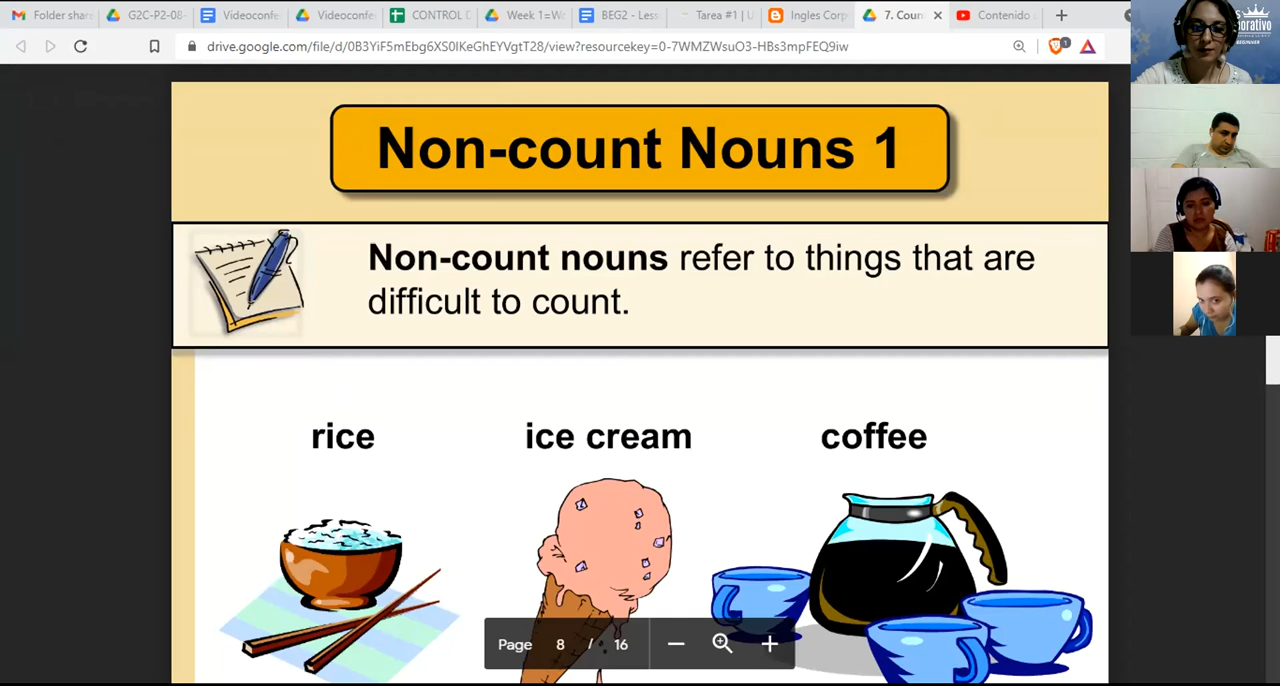 Folder share
G2C-P2-08-
Videoconfe
Videoconfe
CONTROL D
Week 1=Wo
BEG2 - Less
Tarea #1 | U
Ingles Corp
7. Coun
Contenido
drive.google.com/file/d/0B3YiF5mEbg6XS0lKeGhEYVgtT28/view?resourcekey=0-7WMZWsuO3-HBs3mpFEQ9iw
1
Non-count Nouns 1
Non-count nouns refer to things that are
difficult to count.
rice
ice cream
coffee
Page 8 / 16